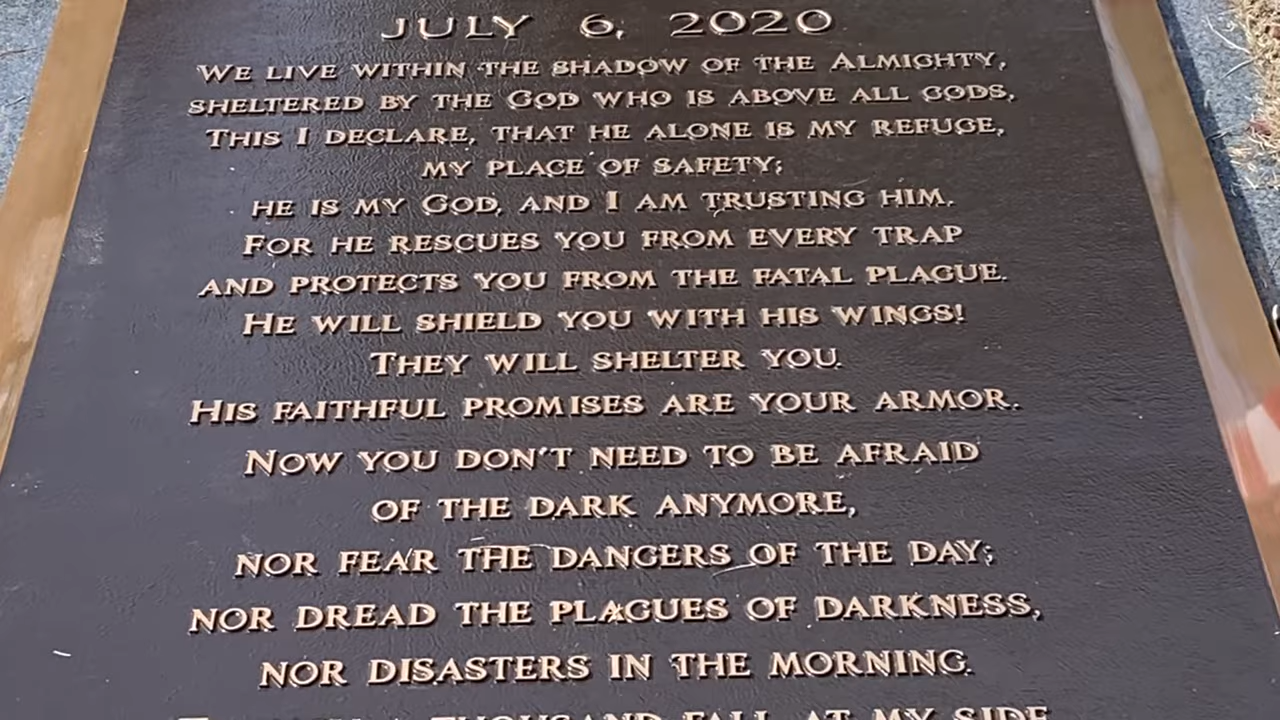 JULY 6, 2020
WE LIVE WITHIN THE SHADOW OF THE ALMIGHTY,
SHELTERED BY THE GOD WHO IS ABOVE ALL GODS,
THIS I DECLARE, THAT HE ALONE IS MY REFUGE,
MY PLACE OF SAFETY;
HE IS MY GOD, AND I AM TRUSTING HIM.
FOR HE RESCUES YOU FROM EVERY TRAP
AND PROTECTS YOU FROM THE FATAL PLAGUE.
HE WILL SHIELD YOU WITH HIS WINGS!
THEY WILL SHELTER YOU.
HIS FAITHFUL PROMISES ARE YOUR ARMOR.
NOW YOU DON'T NEED TO BE AFRAID
OF THE DARK ANYMORE,
NOR FEAR THE DANGERS OF THE DAY;
NOR DREAD THE PLAGUES OF DARKNESS,
NOR DISASTERS IN THE MORNING.
THOUSAND FALL AT MY SIDE